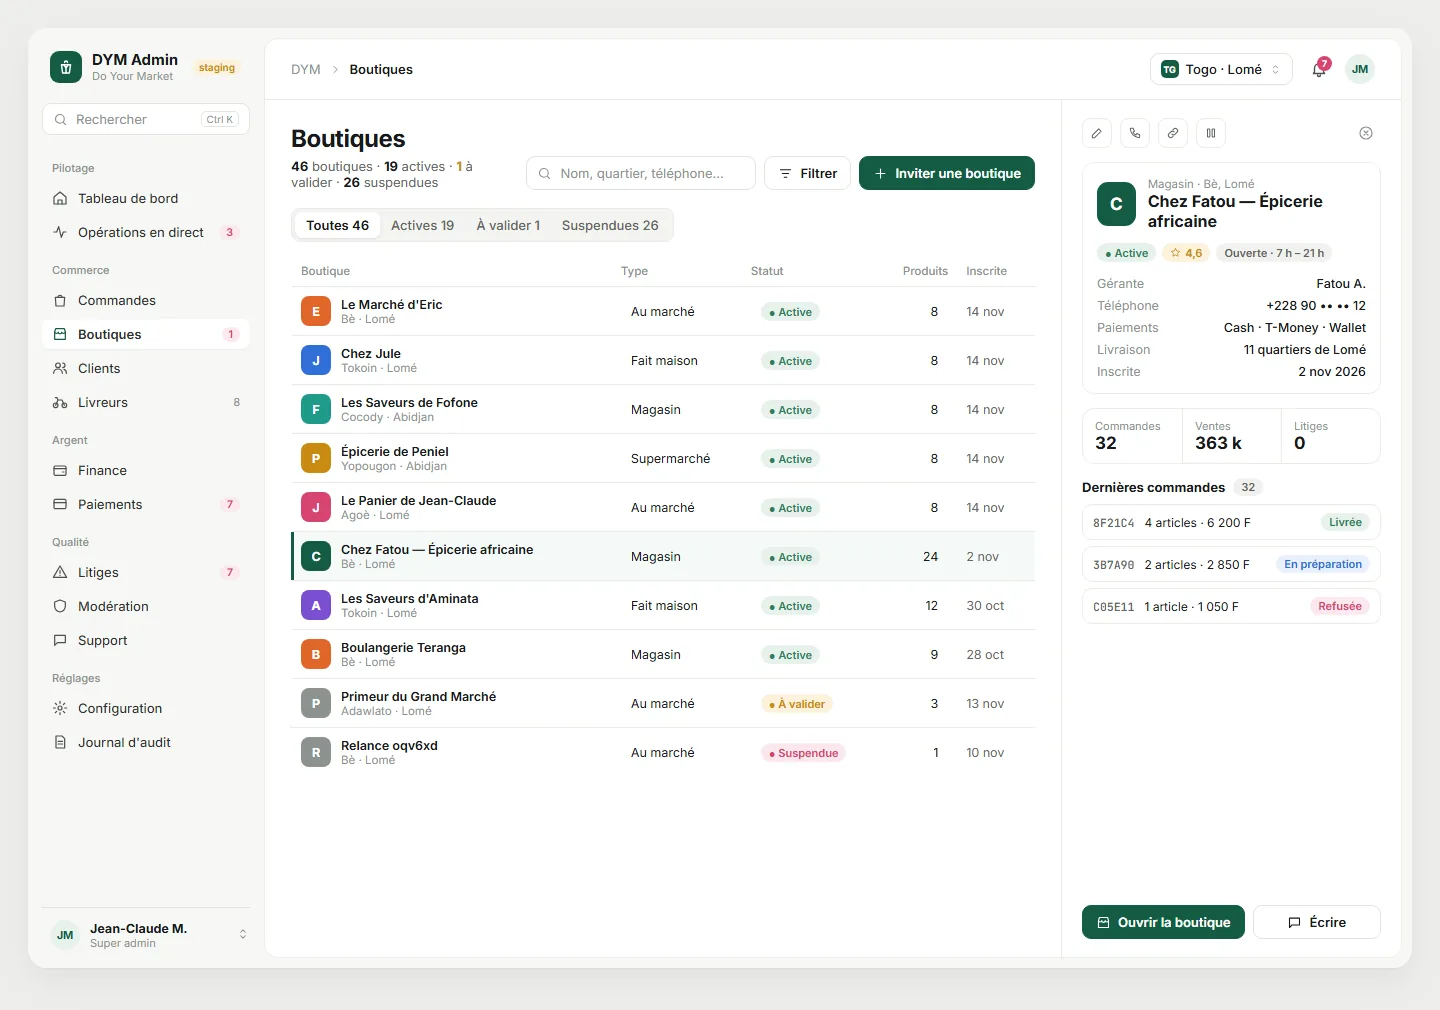 DYM Admin
Do Your Market
staging
Rechercher
Ctrl K
Pilotage
Tableau de bord
Opérations en direct 3
Commerce
Commandes
Boutiques 1
Clients
Livreurs 8
Argent
Finance
Paiements 7
Qualité
Litiges 7
Modération
Support
Réglages
Configuration
Journal d'audit
JM
Jean-Claude M.
Super admin
DYM > Boutiques
TG Togo · Lomé
7
JM
Boutiques
46 boutiques · 19 actives · 1 à
valider · 26 suspendues
Nom, quartier, téléphone...
Filtrer
+ Inviter une boutique
Toutes 46 Actives 19 À valider 1 Suspendues 26
Boutique Type Statut Produits Inscrite
E Le Marché d'Eric Au marché • Active 8 14 nov
Bè · Lomé
J Chez Jule Fait maison • Active 8 14 nov
Tokoin · Lomé
F Les Saveurs de Fofone Magasin • Active 8 14 nov
Cocody · Abidjan
P Épicerie de Peniel Supermarché • Active 8 14 nov
Yopougon · Abidjan
J Le Panier de Jean-Claude Au marché • Active 8 14 nov
Agoè · Lomé
C Chez Fatou — Épicerie africaine Magasin • Active 24 2 nov
Bè · Lomé
A Les Saveurs d'Aminata Fait maison • Active 12 30 oct
Tokoin · Lomé
B Boulangerie Teranga Magasin • Active 9 28 oct
Bè · Lomé
P Primeur du Grand Marché Au marché • À valider 3 13 nov
Adawlato · Lomé
R Relance oqv6xd Au marché • Suspendue 1 10 nov
Bè · Lomé
C
Magasin · Bè, Lomé
Chez Fatou — Épicerie
africaine
• Active ☆ 4,6 Ouverte · 7 h – 21 h
Gérante Fatou A.
Téléphone +228 90 •• •• 12
Paiements Cash · T-Money · Wallet
Livraison 11 quartiers de Lomé
Inscrite 2 nov 2026
Commandes Ventes Litiges
32 363 k 0
Dernières commandes 32
8F21C4 4 articles · 6 200 F Livrée
3B7A90 2 articles · 2 850 F En préparation
C05E11 1 article · 1 050 F Refusée
Ouvrir la boutique
Écrire